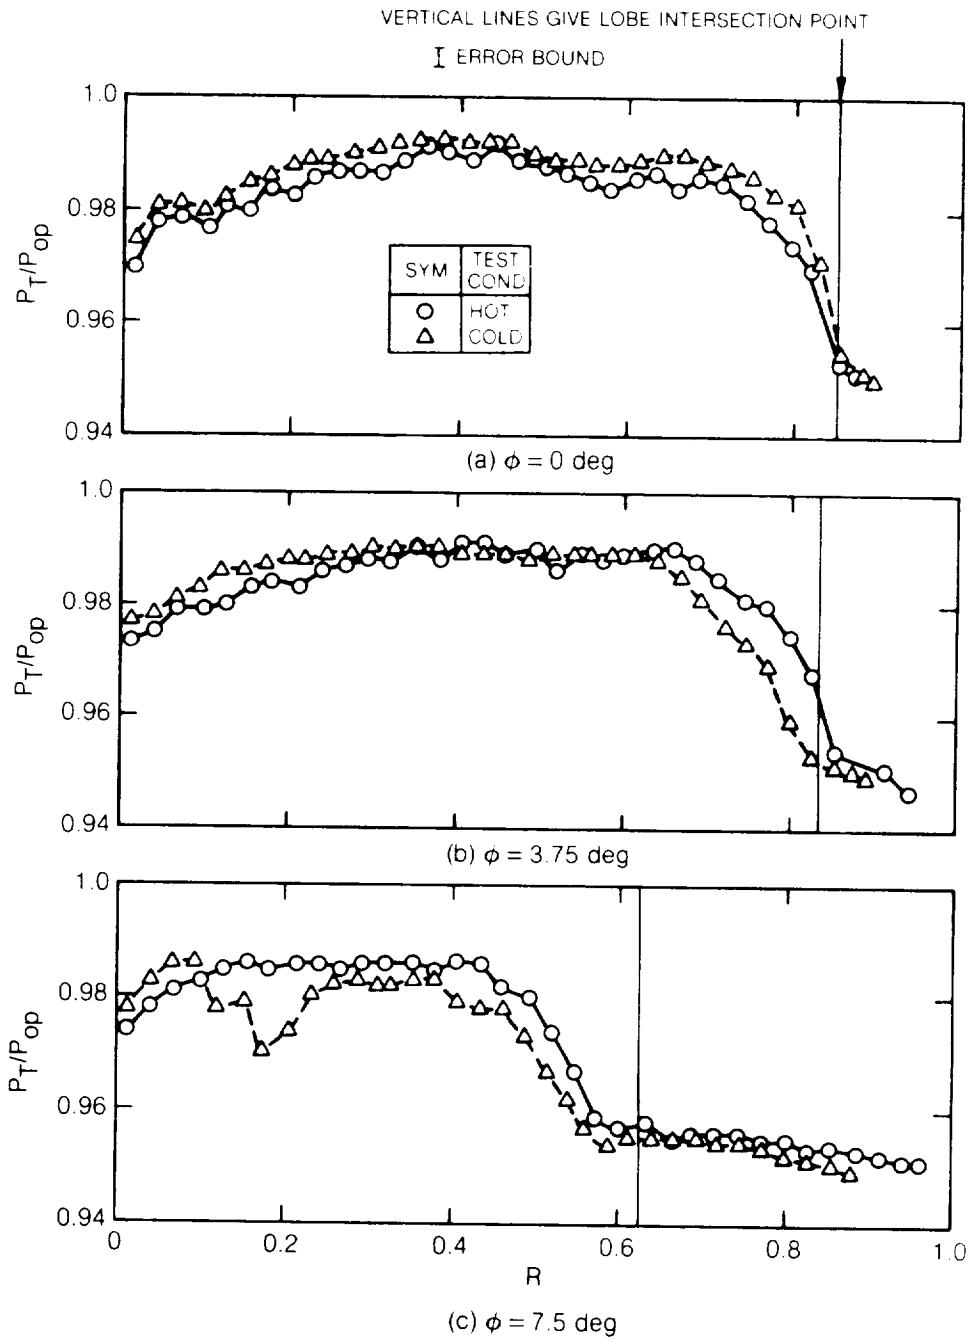 VERTICAL LINES GIVE LOBE INTERSECTION POINT
I ERROR BOUND
1.0
0.98
0.96
0.94
P_T/P_op
SYM TEST COND
○ HOT
△ COLD
(a) ϕ = 0 deg
1.0
0.98
0.96
0.94
P_T/P_op
(b) ϕ = 3.75 deg
1.0
0.98
0.96
0.94
P_T/P_op
0 0.2 0.4 0.6 0.8 1.0
R
(c) ϕ = 7.5 deg